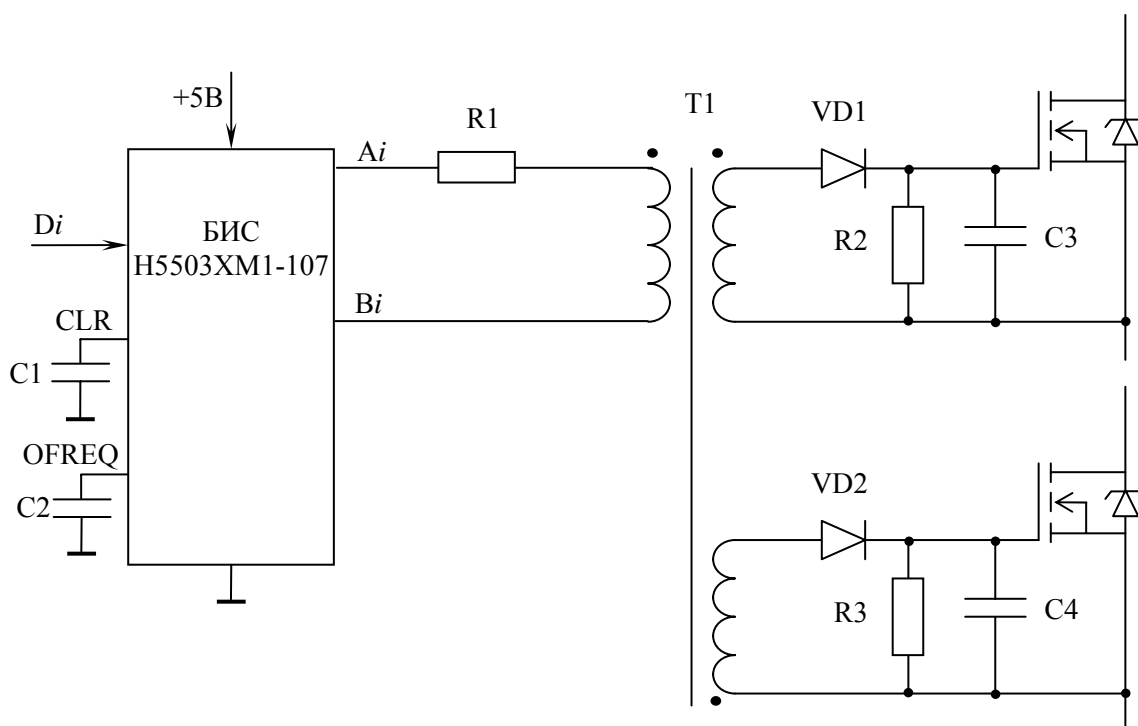 +5В
R1
T1
VD1
Ai
Di
БИС
Н5503ХМ1-107
R2
C3
Bi
CLR
C1
OFREQ
C2
VD2
R3
C4